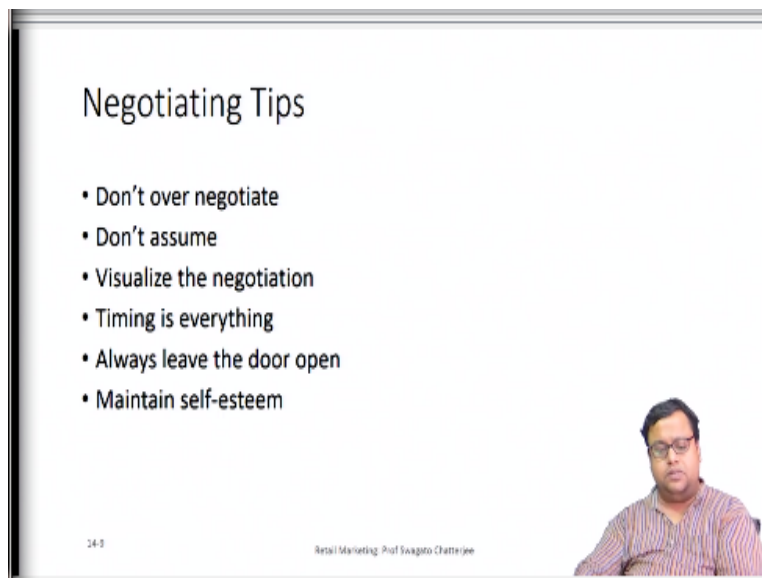 Negotiating Tips
• Don't over negotiate
• Don't assume
• Visualize the negotiation
• Timing is everything
• Always leave the door open
• Maintain self-esteem
14-9
Retail Marketing: Prof Swagato Chatterjee